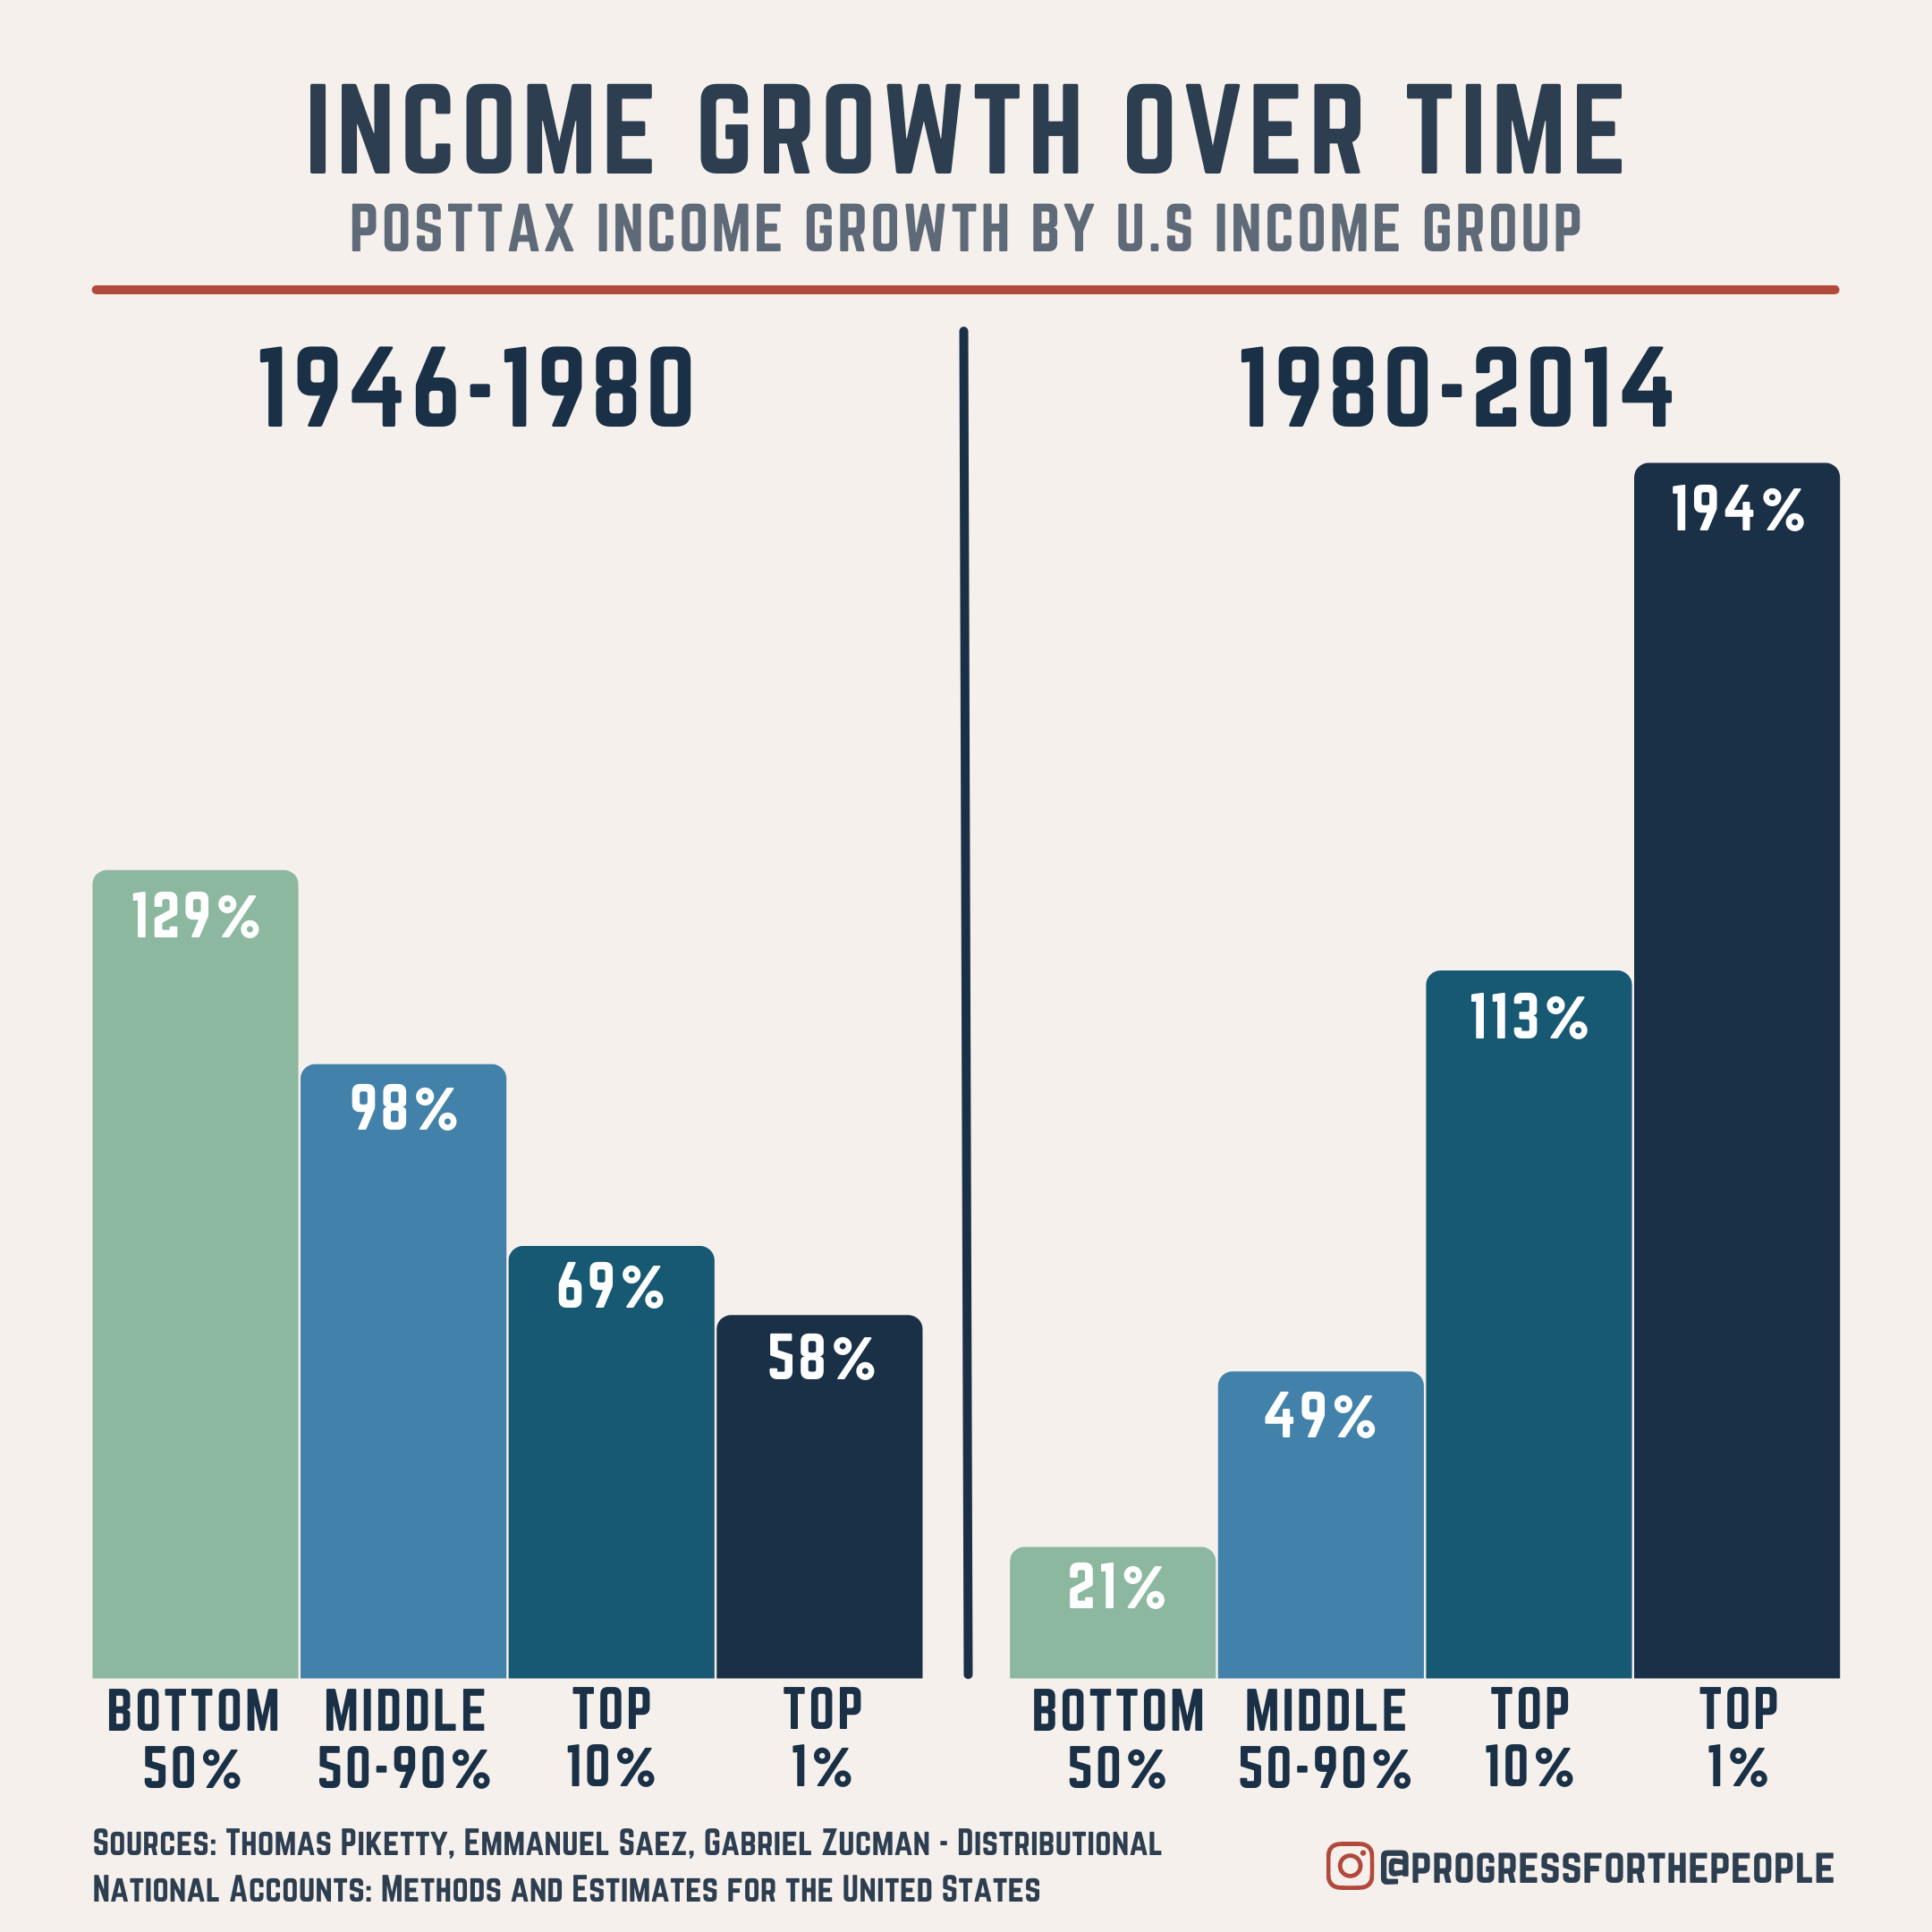 INCOME GROWTH OVER TIME
POSTTAX INCOME GROWTH BY U.S INCOME GROUP
1946-1980
129%
98%
69%
58%
BOTTOM
50%
MIDDLE
50-90%
TOP
10%
TOP
1%
1980-2014
194%
113%
49%
21%
BOTTOM
50%
MIDDLE
50-90%
TOP
10%
TOP
1%
SOURCES: THOMAS PIKETTY, EMMANUEL SAEZ, GABRIEL ZUCMAN - DISTRIBUTIONAL
NATIONAL ACCOUNTS: METHODS AND ESTIMATES FOR THE UNITED STATES
@PROGRESSFORTHEPEOPLE